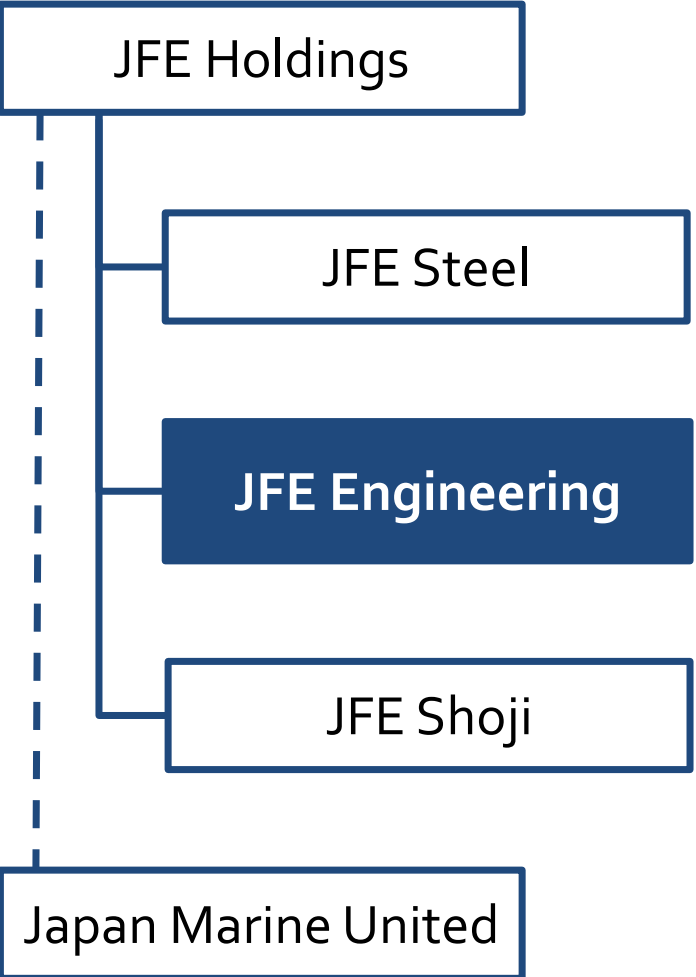 JFE Holdings
JFE Steel
JFE Engineering
JFE Shoji
Japan Marine United